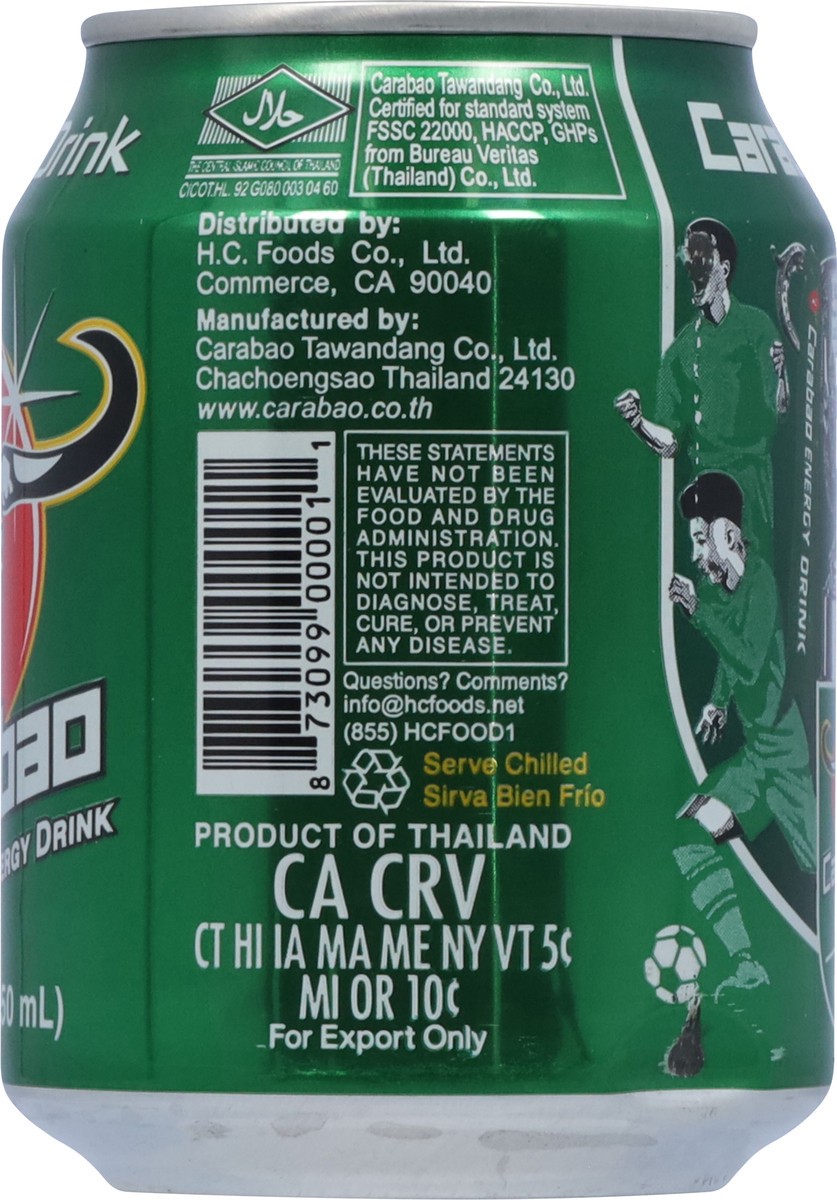 Drink
حلال
THE CENTRAL ISLAMIC COUNCIL OF THAILAND
CICOT.HL. 92 G080 003 04 60
Carabao Tawandang Co., Ltd.
Certified for standard system
FSSC 22000, HACCP, GHPs
from Bureau Veritas
(Thailand) Co., Ltd.
Distributed by:
H.C. Foods Co., Ltd.
Commerce, CA 90040
Manufactured by:
Carabao Tawandang Co., Ltd.
Chachoengsao Thailand 24130
www.carabao.co.th
8 73099 00001 1
THESE STATEMENTS
HAVE NOT BEEN
EVALUATED BY THE
FOOD AND DRUG
ADMINISTRATION.
THIS PRODUCT IS
NOT INTENDED TO
DIAGNOSE, TREAT,
CURE, OR PREVENT
ANY DISEASE.
Questions? Comments?
info@hcfoods.net
(855) HCFOOD1
Serve Chilled
Sirva Bien Frío
PRODUCT OF THAILAND
CA CRV
CT HI IA MA ME NY VT 5¢
MI OR 10¢
For Export Only
bao
ERGY DRINK
50 mL)
Cara
Carabao ENERGY DRINK